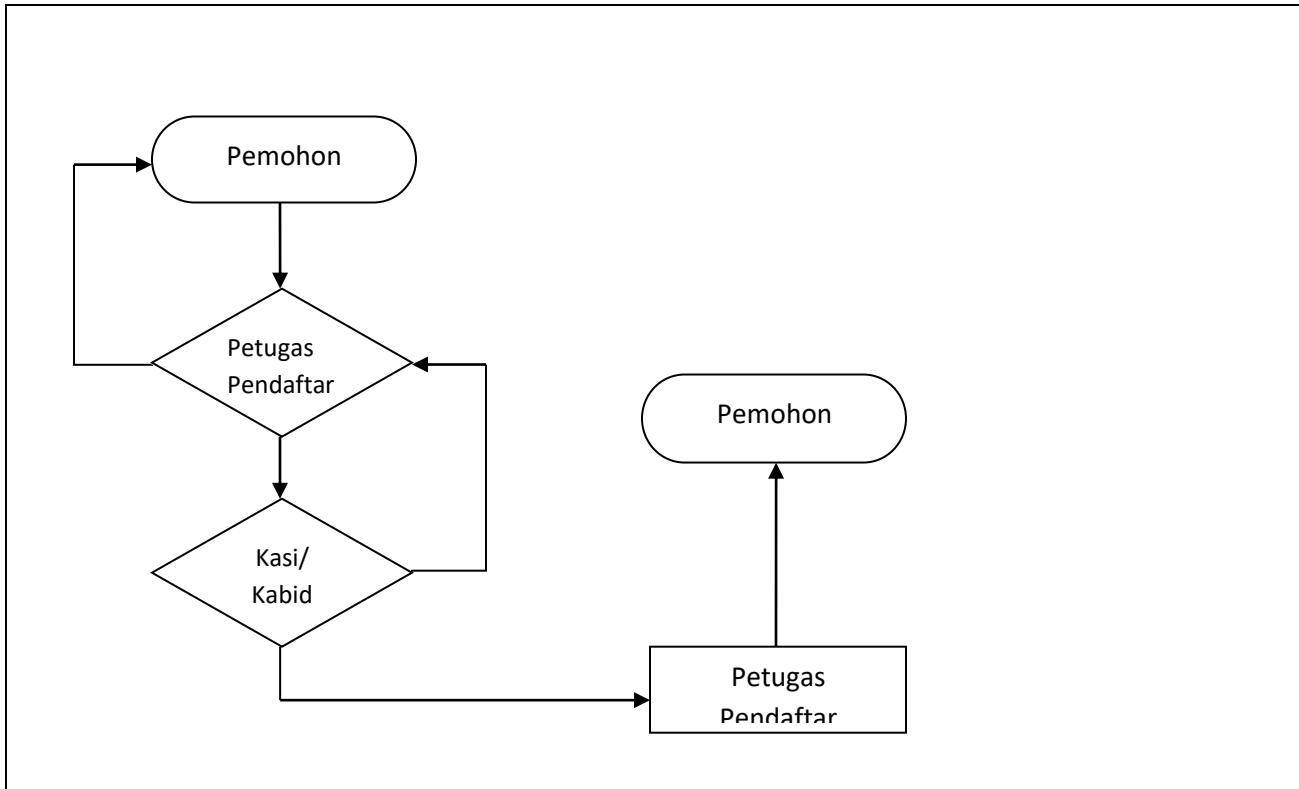 Pemohon
Petugas
Pendaftar
Pemohon
Kasi/
Kabid
Petugas
Pendaftar